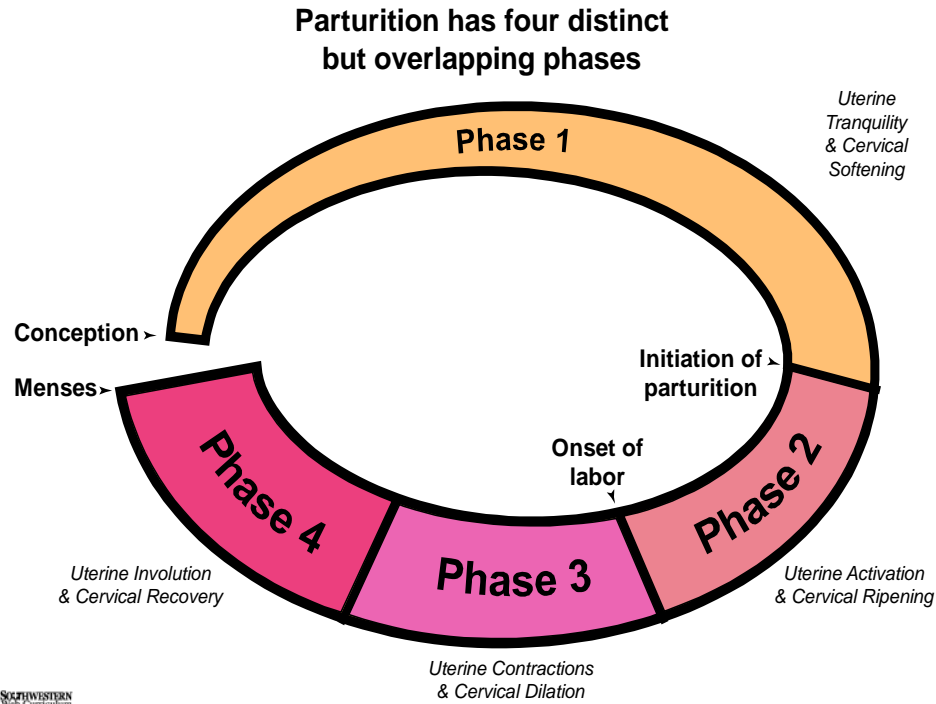 Parturition has four distinct
but overlapping phases
Uterine
Tranquility
& Cervical
Softening
Phase 1
Conception
Menses
Initiation of
parturition
Onset of
labor
Phase 2
Phase 4
Phase 3
Uterine Involution
& Cervical Recovery
Uterine Activation
& Cervical Ripening
Uterine Contractions
& Cervical Dilation
SOUTHWESTERN